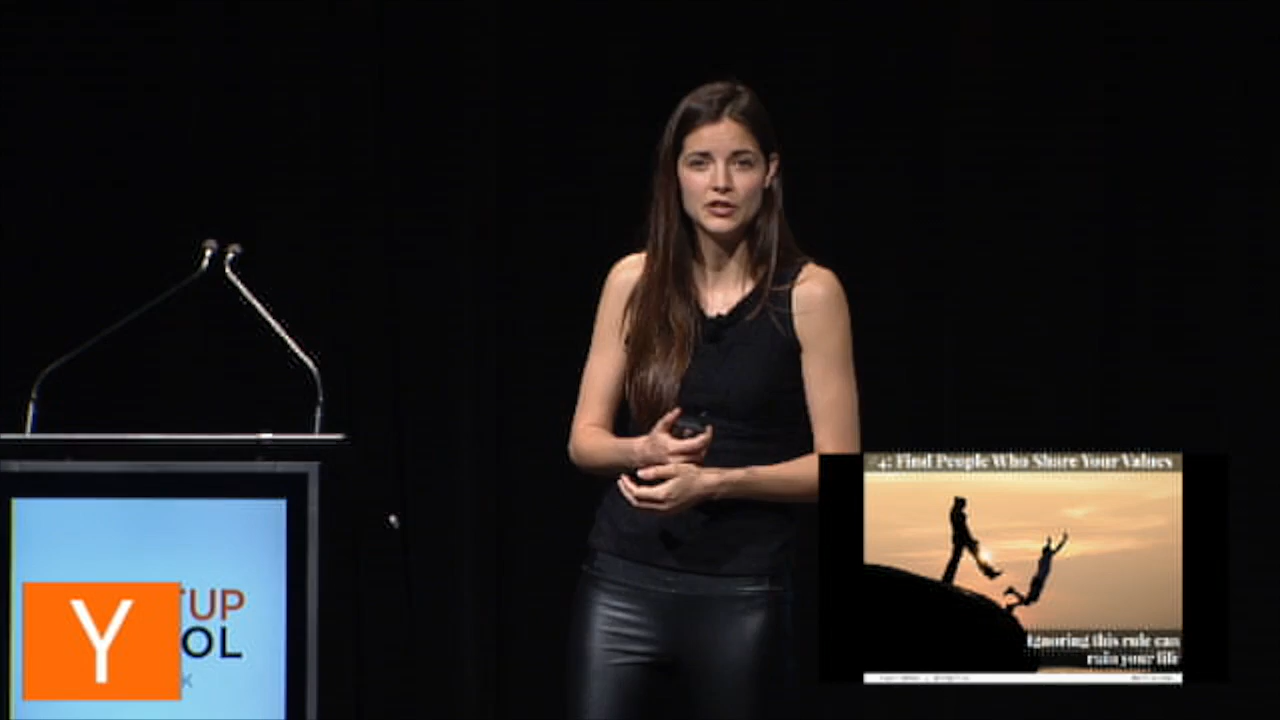 4: Find People Who Share Your Values
Ignoring this rule can
ruin your life
TUP
OL
K
Y